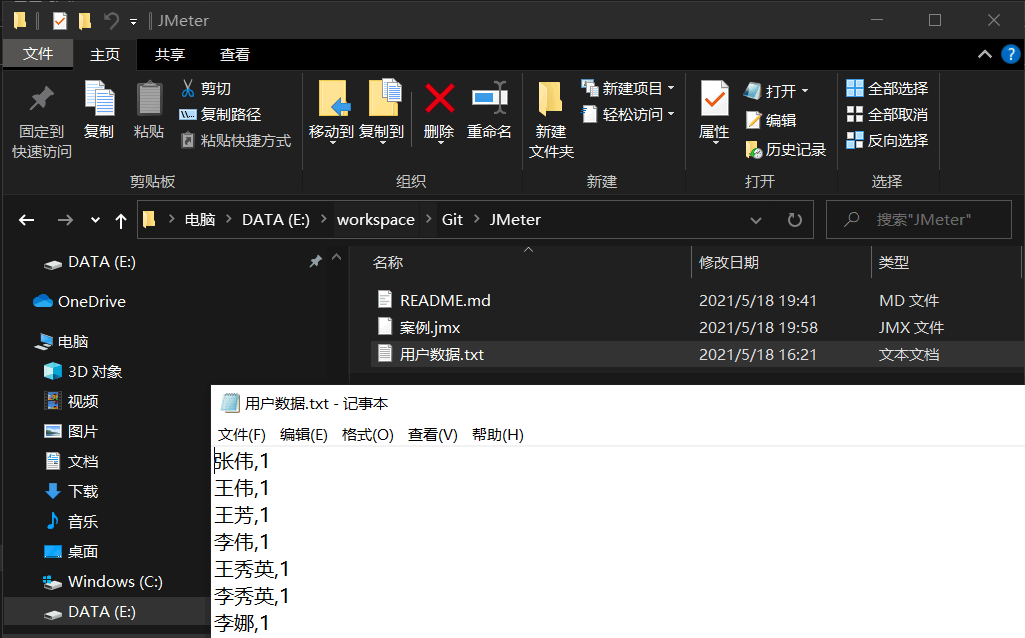 JMeter
文件 主页 共享 查看
固定到快速访问
复制
粘贴
剪切
复制路径
粘贴快捷方式
剪贴板
移动到
复制到
删除
重命名
组织
新建文件夹
新建项目
轻松访问
新建
属性
打开
编辑
历史记录
打开
全部选择
全部取消
反向选择
选择
电脑 DATA (E:) workspace Git JMeter
搜索"JMeter"
DATA (E:)
OneDrive
电脑
3D 对象
视频
图片
文档
下载
音乐
桌面
Windows (C:)
DATA (E:)
名称 修改日期 类型
README.md 2021/5/18 19:41 MD 文件
案例.jmx 2021/5/18 19:58 JMX 文件
用户数据.txt 2021/5/18 16:21 文本文档
用户数据.txt - 记事本
文件(F) 编辑(E) 格式(O) 查看(V) 帮助(H)
张伟,1
王伟,1
王芳,1
李伟,1
王秀英,1
李秀英,1
李娜,1